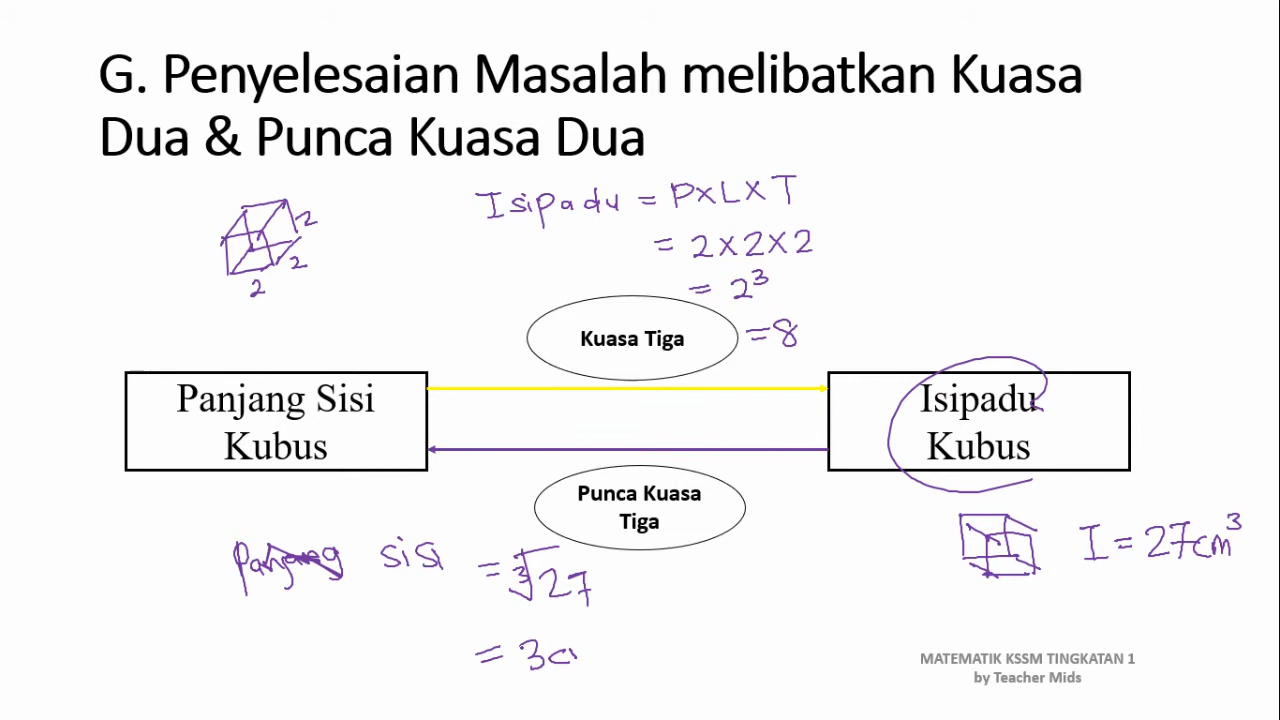 G. Penyelesaian Masalah melibatkan Kuasa
Dua & Punca Kuasa Dua
Isipadu = P×L×T
= 2×2×2
= 2³
= 8
2
2
2
Kuasa Tiga
Panjang Sisi
Kubus
Isipadu
Kubus
Punca Kuasa
Tiga
Panjang sisi = ∛27
= 3c
I = 27cm³
MATEMATIK KSSM TINGKATAN 1
by Teacher Mids